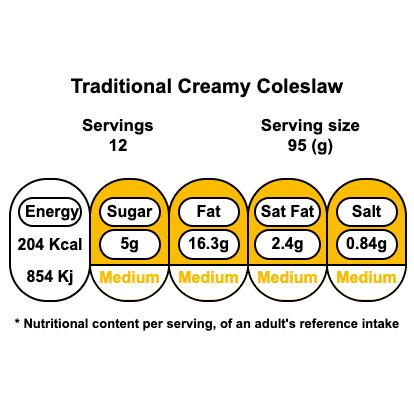 Traditional Creamy Coleslaw
Servings
12
Serving size
95 (g)
Energy
204 Kcal
854 Kj
Sugar
5g
Medium
Fat
16.3g
Medium
Sat Fat
2.4g
Medium
Salt
0.84g
Medium
* Nutritional content per serving, of an adult's reference intake